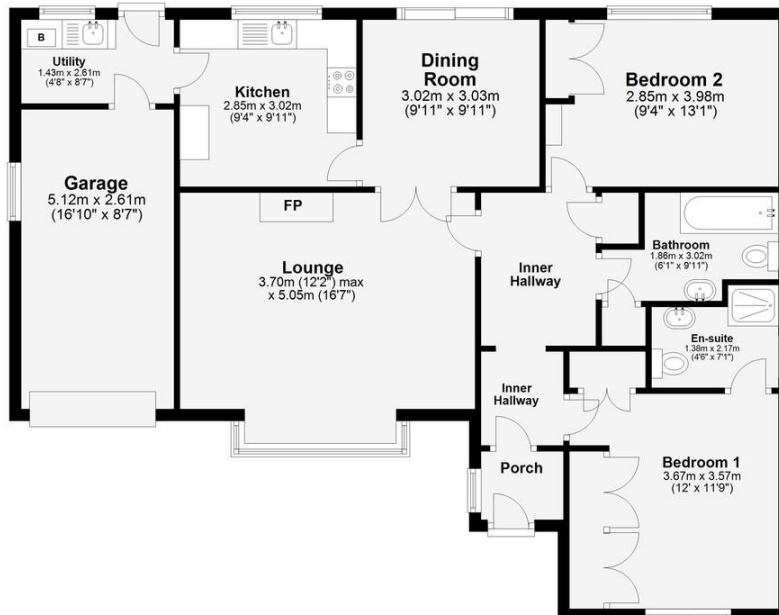 B
Utility
1.43m x 2.61m
(4'8" x 8'7")
Kitchen
2.85m x 3.02m
(9'4" x 9'11")
Dining
Room
3.02m x 3.03m
(9'11" x 9'11")
Bedroom 2
2.85m x 3.98m
(9'4" x 13'1")
Garage
5.12m x 2.61m
(16'10" x 8'7")
FP
Lounge
3.70m (12'2") max
x 5.05m (16'7")
Inner
Hallway
Bathroom
1.86m x 3.02m
(6'1" x 9'11")
En-suite
1.38m x 2.17m
(4'6" x 7'1")
Inner
Hallway
Porch
Bedroom 1
3.67m x 3.57m
(12' x 11'9")